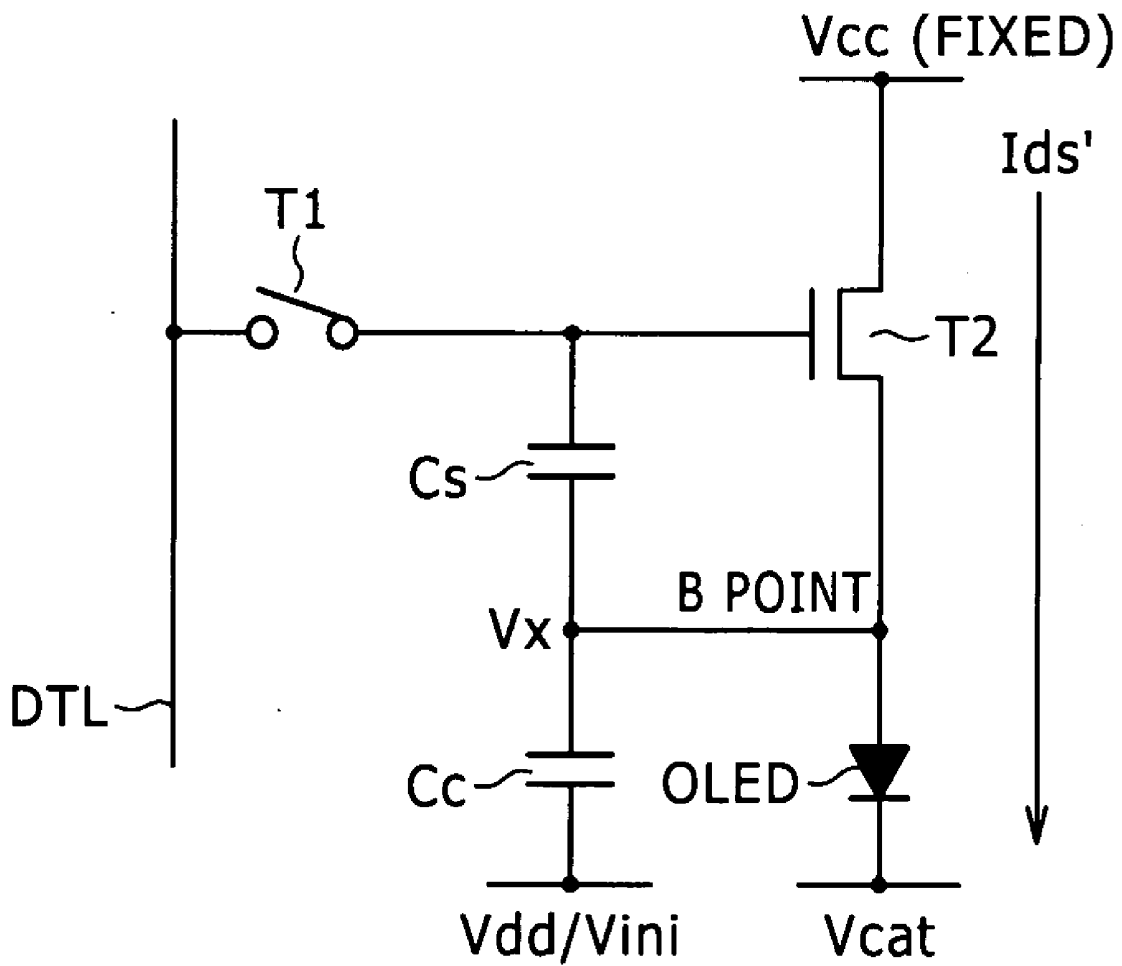 Vcc (FIXED)
Ids'
T1
T2
Cs
B POINT
Vx
DTL
Cc
OLED
Vdd/Vini
Vcat